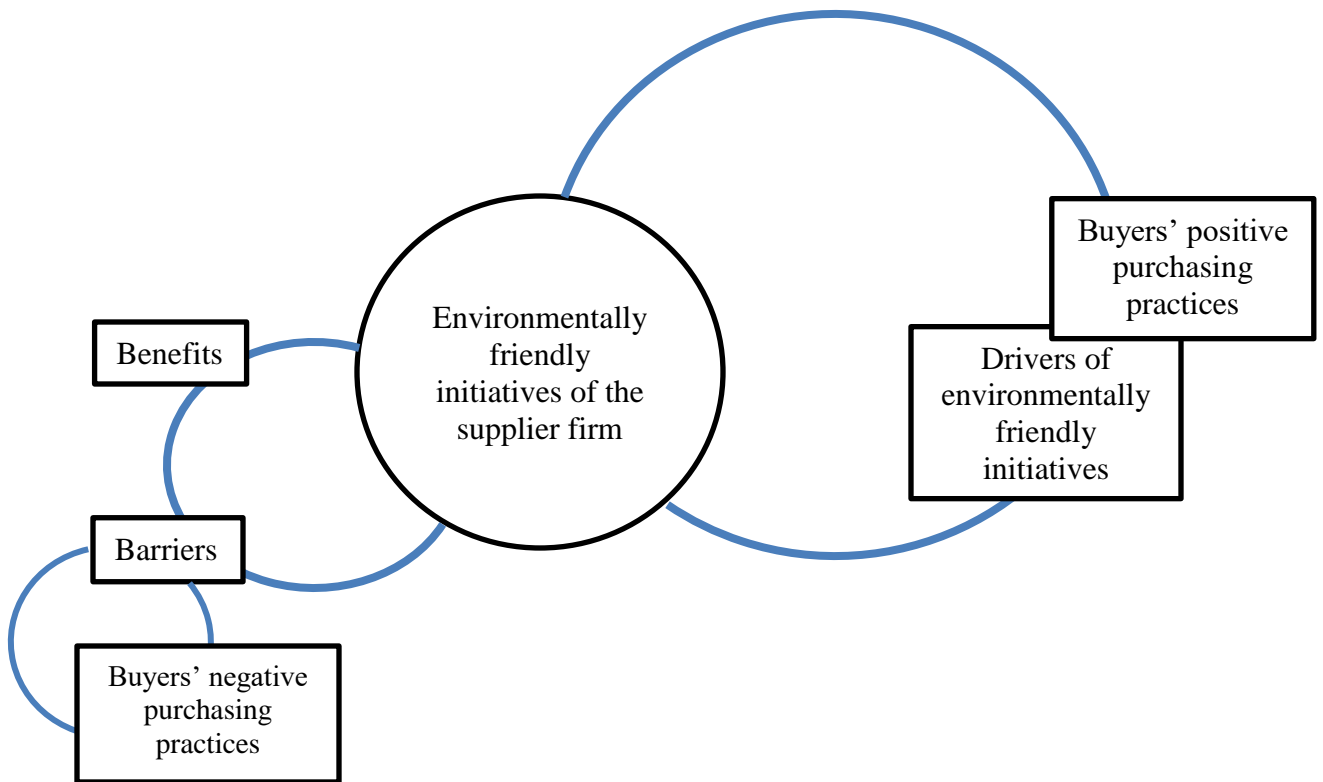 Buyers’ positive
purchasing
practices
Environmentally
friendly
initiatives of the
supplier firm
Benefits
Drivers of
environmentally
friendly
initiatives
Barriers
Buyers’ negative
purchasing
practices